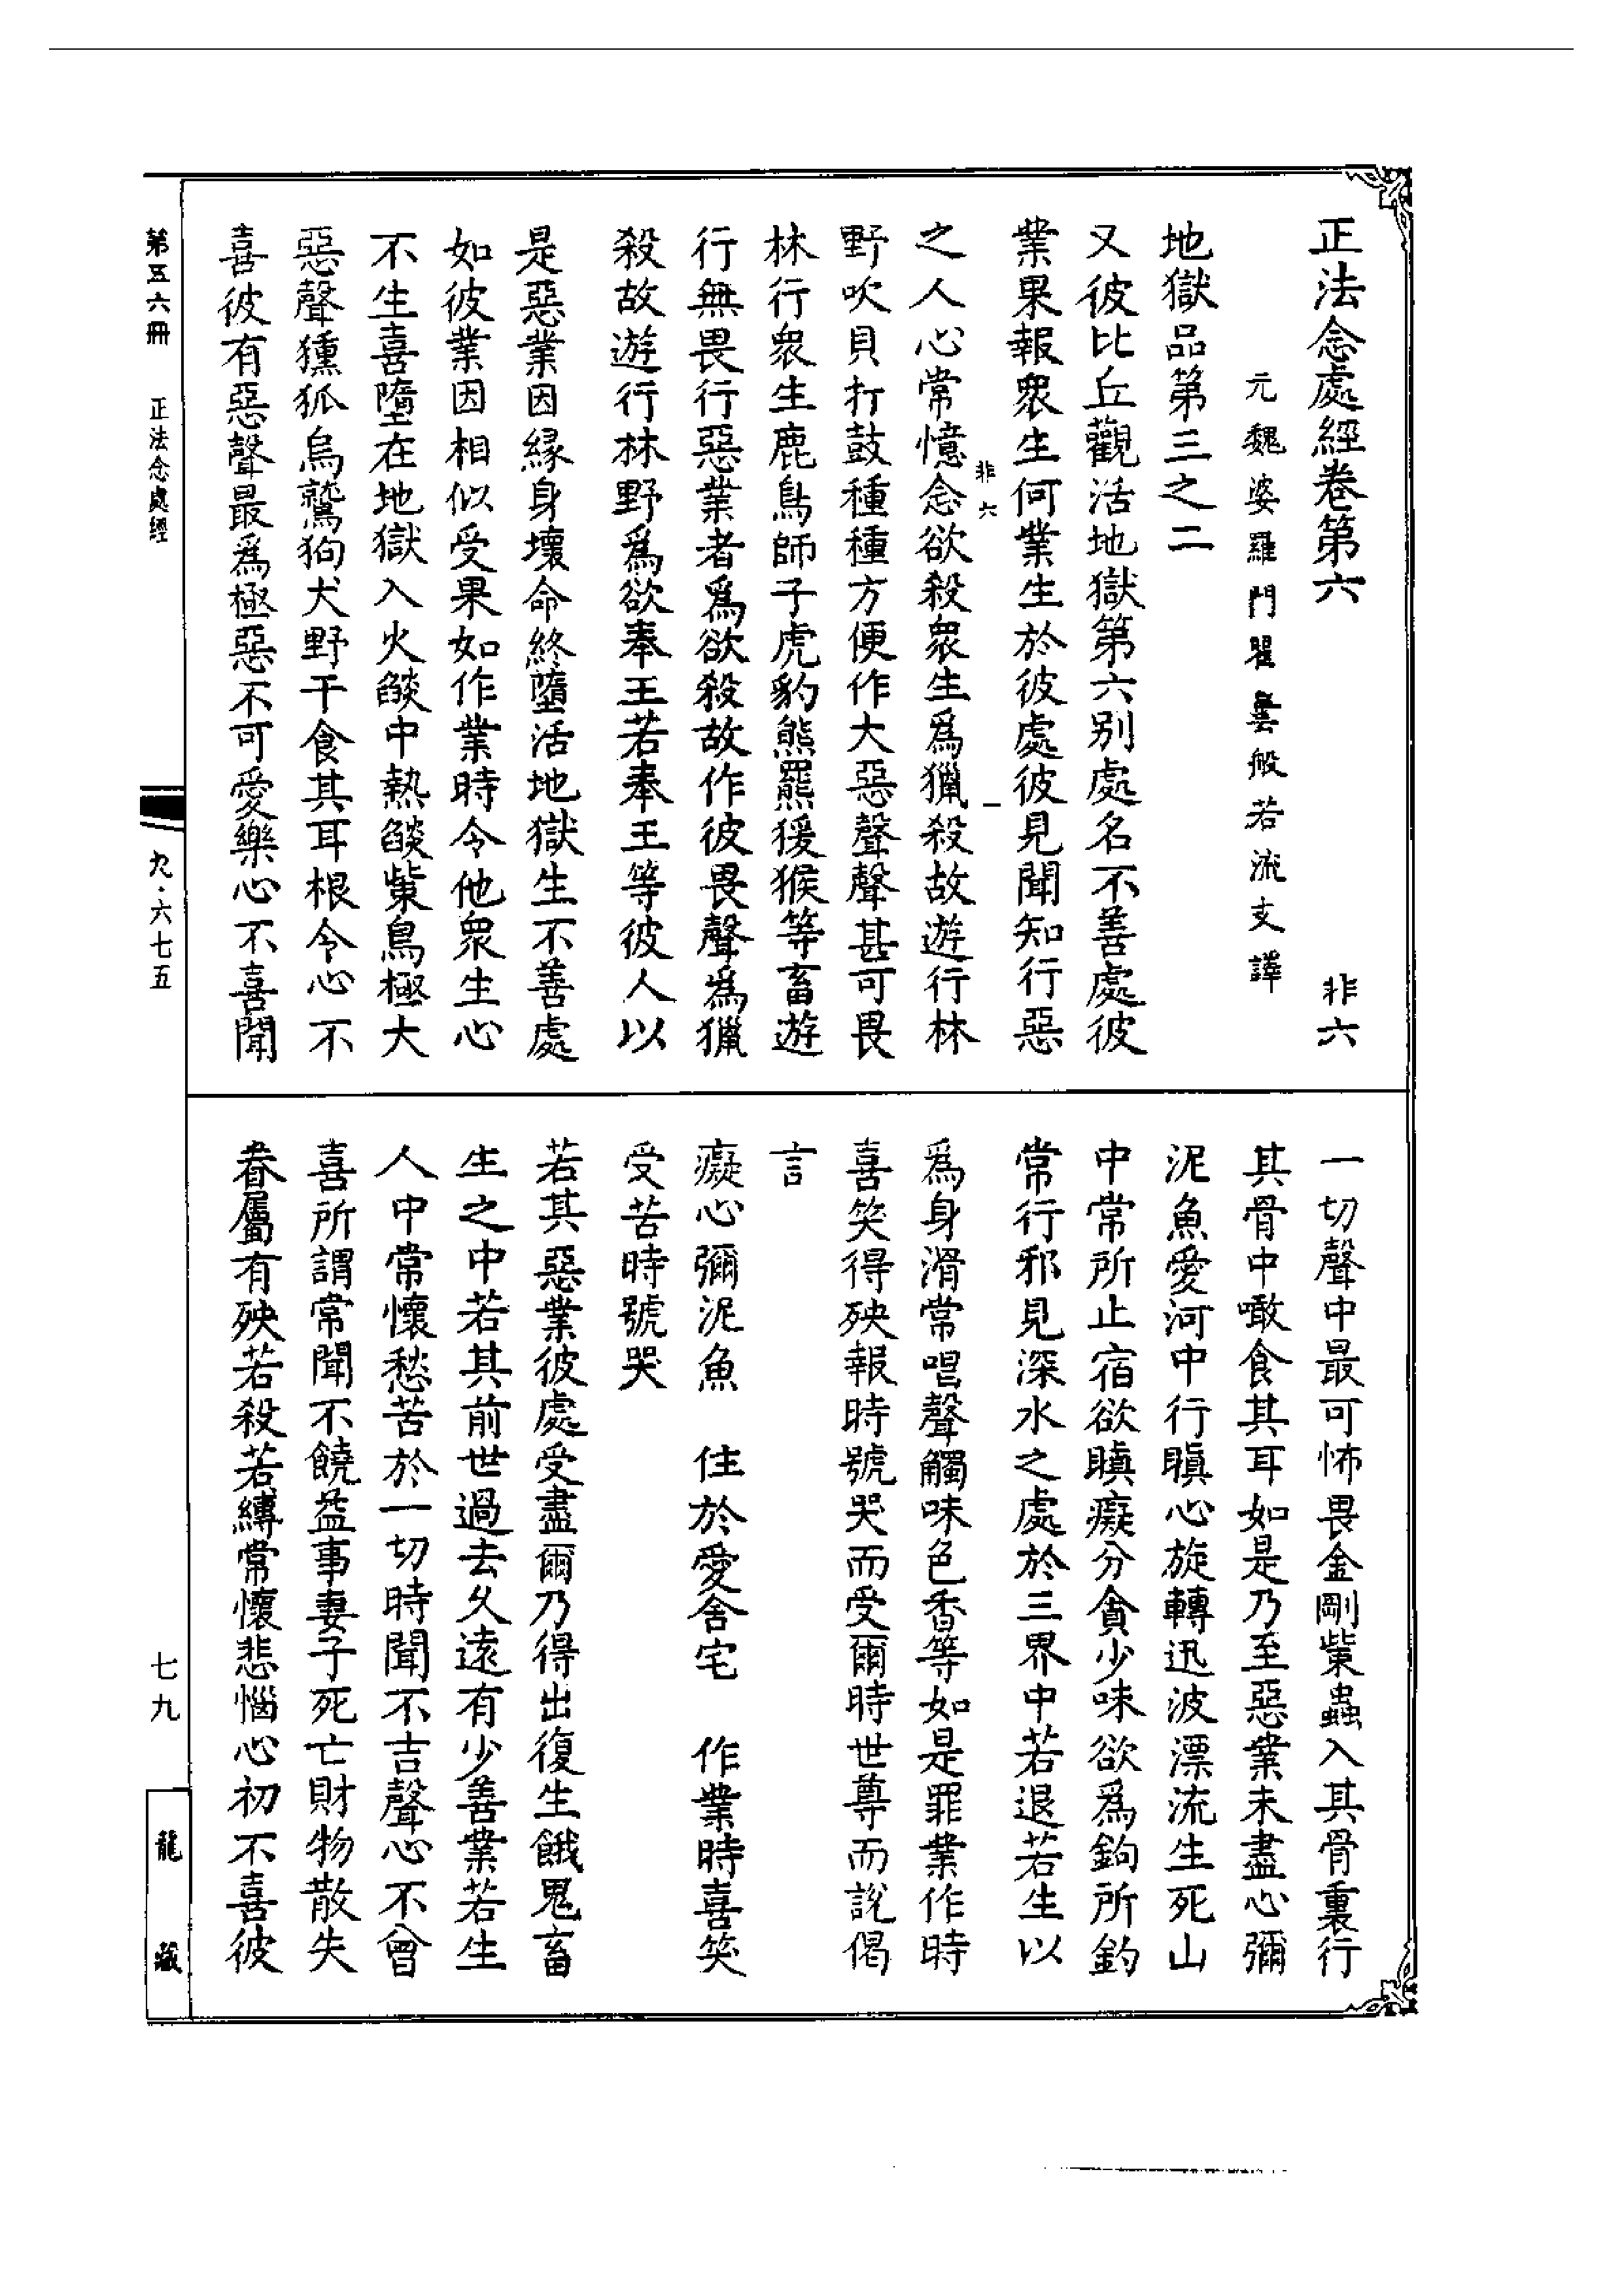 正法念處經卷第六　非六
元魏婆羅門瞿曇般若流支譯
地獄品第三之二
又彼比丘觀活地獄第六别處名不善處彼
業果報衆生何業生於彼處彼見聞知行惡
非六　一
之人心常憶念欲殺衆生爲獵殺故遊行林
野吹貝打鼓種種方便作大惡聲聲甚可畏
林行衆生鹿鳥師子虎豹熊羆猨猴等畜遊
行無畏行惡業者爲欲殺故作彼畏聲爲獵
殺故遊行林野爲欲奉王若奉王等彼人以
是惡業因緣身壞命終墮活地獄生不善處
如彼業因相似受果如作業時令他衆生心
不生喜墮在地獄入火燄中熱燄㭰鳥極大
惡聲獯狐烏鷲狗犬野干食其耳根令心不
喜彼有惡聲最爲極惡不可愛樂心不喜聞
一切聲中最可怖畏金剛㭰蟲入其骨裏行
其骨中噉食其耳如是乃至惡業未盡心彌
泥魚愛河中行瞋心旋轉迅波漂流生死山
中常所止宿欲瞋癡分貪少味欲爲鉤所釣
常行邪見深水之處於三界中若退若生以
爲身滑常唱聲觸味色香等如是罪業作時
喜笑得殃報時號哭而受爾時世尊而說偈
言
癡心彌泥魚　住於愛舍宅　作業時喜笑
受苦時號哭
若其惡業彼處受盡爾乃得出復生餓鬼畜
生之中若其前世過去久遠有少善業若生
人中常懷愁苦於一切時聞不吉聲心不曾
喜所謂常聞不饒益事妻子死亡財物散失
眷屬有殃若殺若縛常懷悲惱心初不喜彼
第五六冊　正法念處經　九·六七五　七九　龍藏